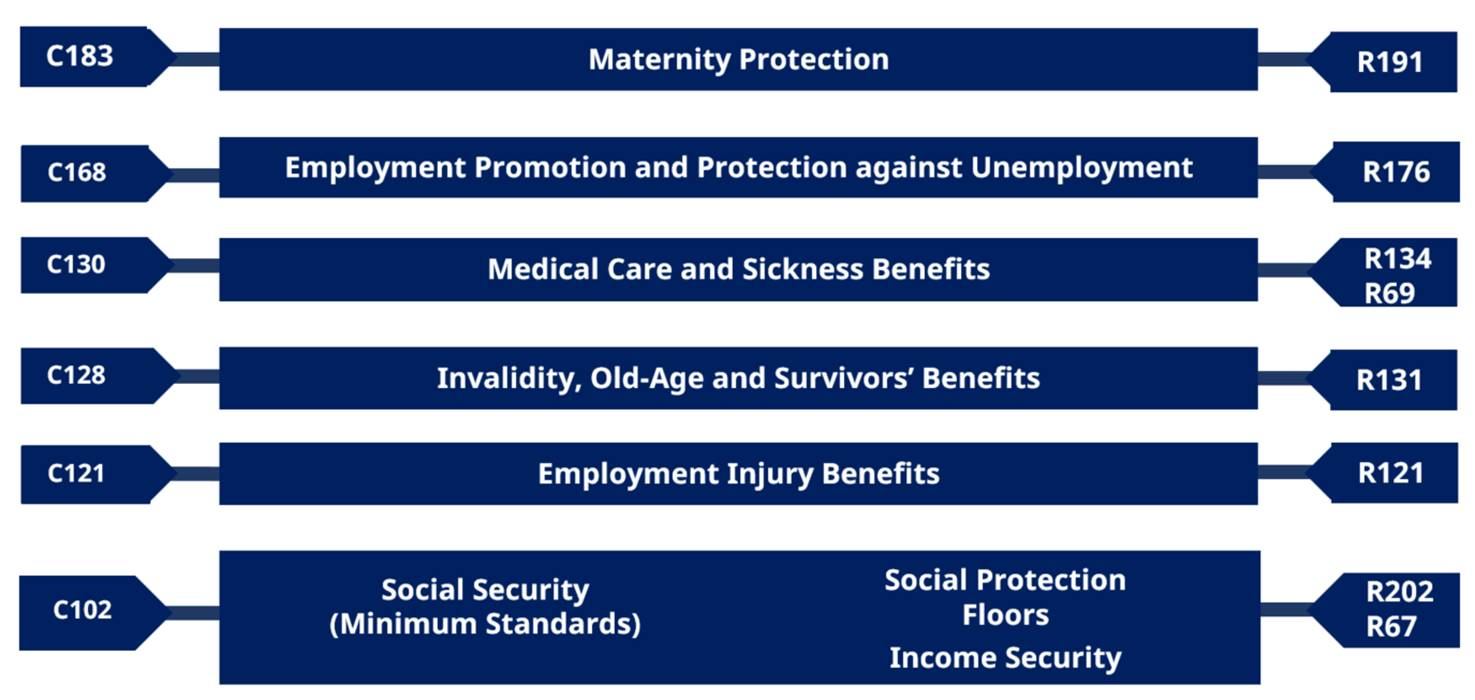 C183
Maternity Protection
R191
C168
Employment Promotion and Protection against Unemployment
R176
C130
Medical Care and Sickness Benefits
R134
R69
C128
Invalidity, Old-Age and Survivors’ Benefits
R131
C121
Employment Injury Benefits
R121
C102
Social Security
(Minimum Standards)
Social Protection
Floors
Income Security
R202
R67